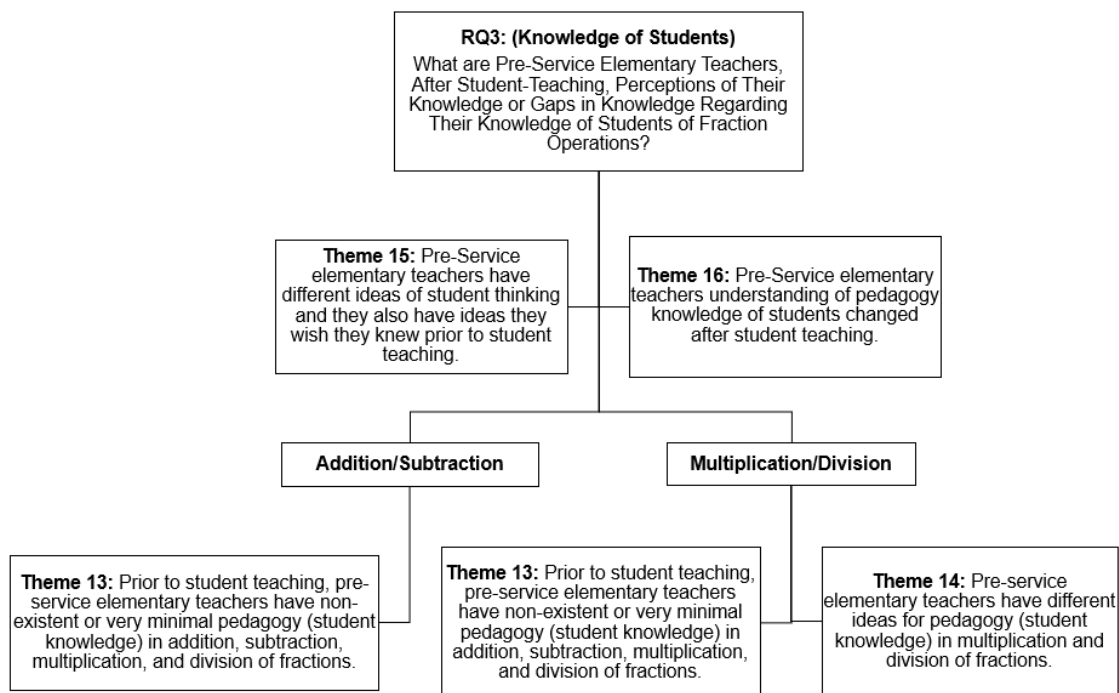 RQ3: (Knowledge of Students)
What are Pre-Service Elementary Teachers,
After Student-Teaching, Perceptions of Their
Knowledge or Gaps in Knowledge Regarding
Their Knowledge of Students of Fraction
Operations?
Theme 15: Pre-Service
elementary teachers have
different ideas of student thinking
and they also have ideas they
wish they knew prior to student
teaching.
Theme 16: Pre-Service elementary
teachers understanding of pedagogy
knowledge of students changed
after student teaching.
Addition/Subtraction
Multiplication/Division
Theme 13: Prior to student teaching, pre-
service elementary teachers have non-
existent or very minimal pedagogy (student
knowledge) in addition, subtraction,
multiplication, and division of fractions.
Theme 13: Prior to student teaching,
pre-service elementary teachers
have non-existent or very minimal
pedagogy (student knowledge) in
addition, subtraction, multiplication,
and division of fractions.
Theme 14: Pre-service
elementary teachers have different
ideas for pedagogy (student
knowledge) in multiplication and
division of fractions.